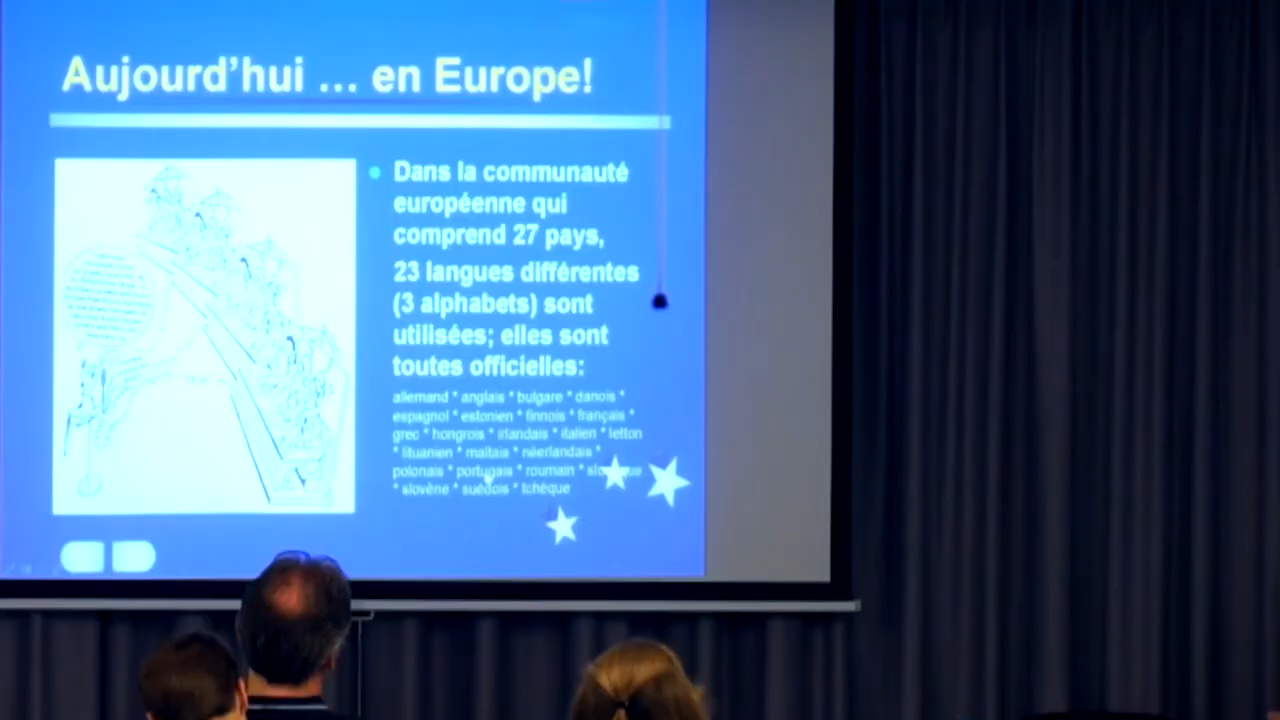 Aujourd’hui ... en Europe!
Dans la communauté
européenne qui
comprend 27 pays,
23 langues différentes
(3 alphabets) sont
utilisées; elles sont
toutes officielles:
allemand * anglais * bulgare * danois *
espagnol * estonien * finnois * français *
grec * hongrois * irlandais * italien * letton
* lituanien * maltais * néerlandais *
polonais * portugais * roumain *
* slovène * suédois * tchèque